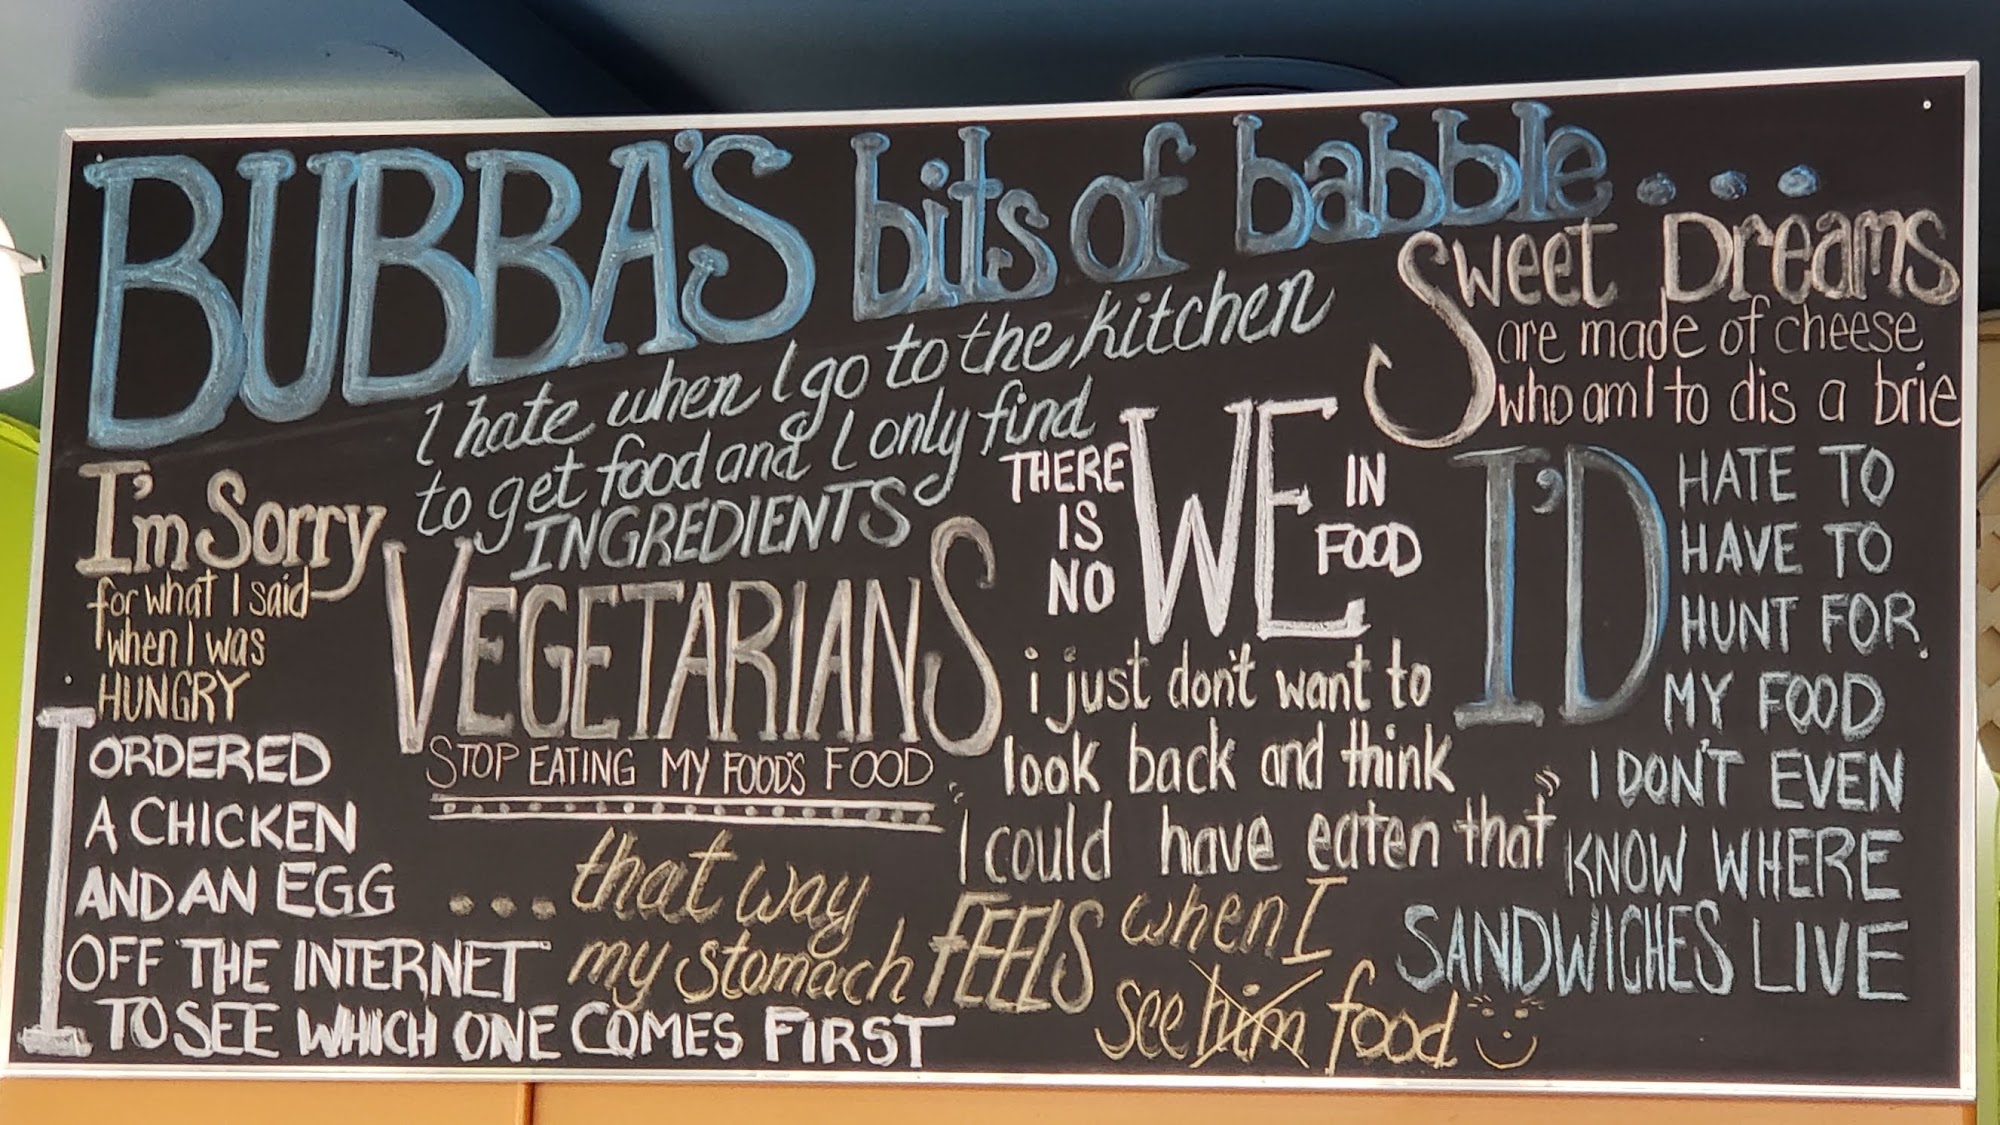 BUBBA'S bits of babble....
I hate when I go to the kitchen
to get food and I only find
INGREDIENTS
Sweet Dreams
are made of cheese
who am I to dis a brie
I'm Sorry
for what I said
when I was
HUNGRY
VEGETARIANS
STOP EATING MY FOOD'S FOOD
THERE
IS
NO
WE
IN
FOOD
I'D
HATE TO
HAVE TO
HUNT FOR
MY FOOD
I DON'T EVEN
KNOW WHERE
SANDWICHES LIVE
i just don't want to
look back and think
"I could have eaten that"
I
ORDERED
A CHICKEN
AND AN EGG
OFF THE INTERNET
TO SEE WHICH ONE COMES FIRST
....that way
my stomach FEELS
when I
see him food